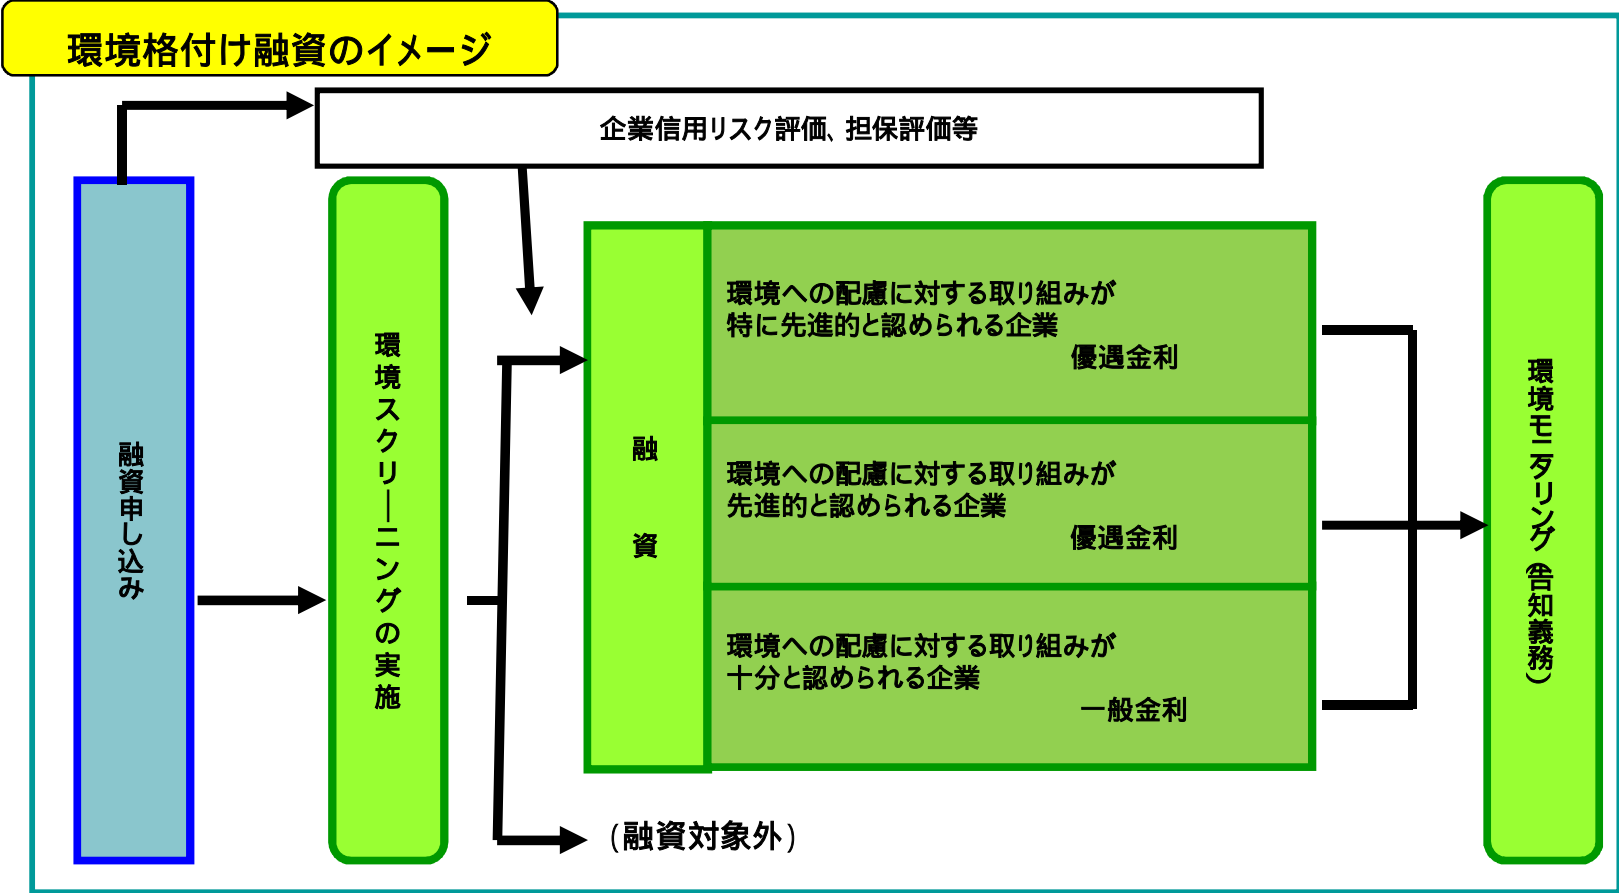 環境格付け融資のイメージ
企業信用リスク評価、担保評価等
融資申し込み
環境スクリーニングの実施
融資
環境への配慮に対する取り組みが
特に先進的と認められる企業
優遇金利
環境への配慮に対する取り組みが
先進的と認められる企業
優遇金利
環境への配慮に対する取り組みが
十分と認められる企業
一般金利
(融資対象外)
環境モニタリング(告知義務)